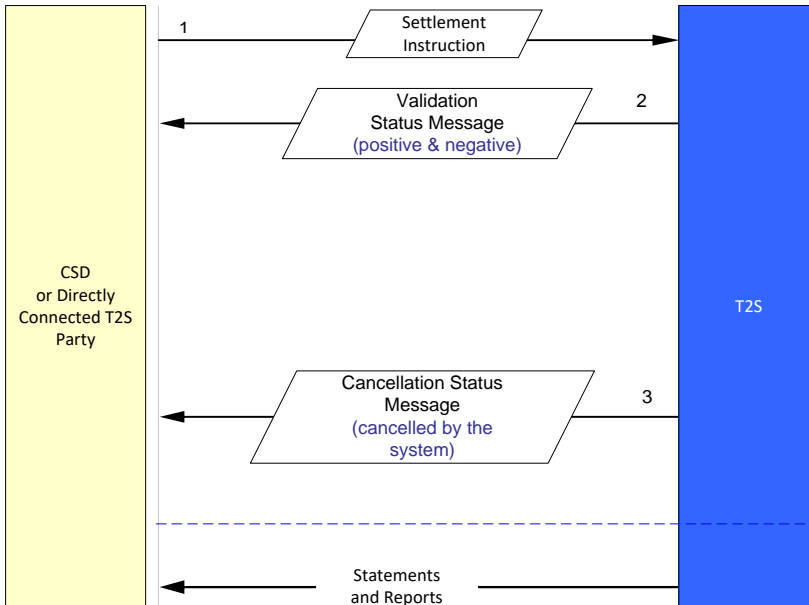 1
Settlement
Instruction
Validation
Status Message
(positive & negative)
2
CSD
or Directly
Connected T2S
Party
T2S
Cancellation Status
Message
(cancelled by the
system)
3
Statements
and Reports